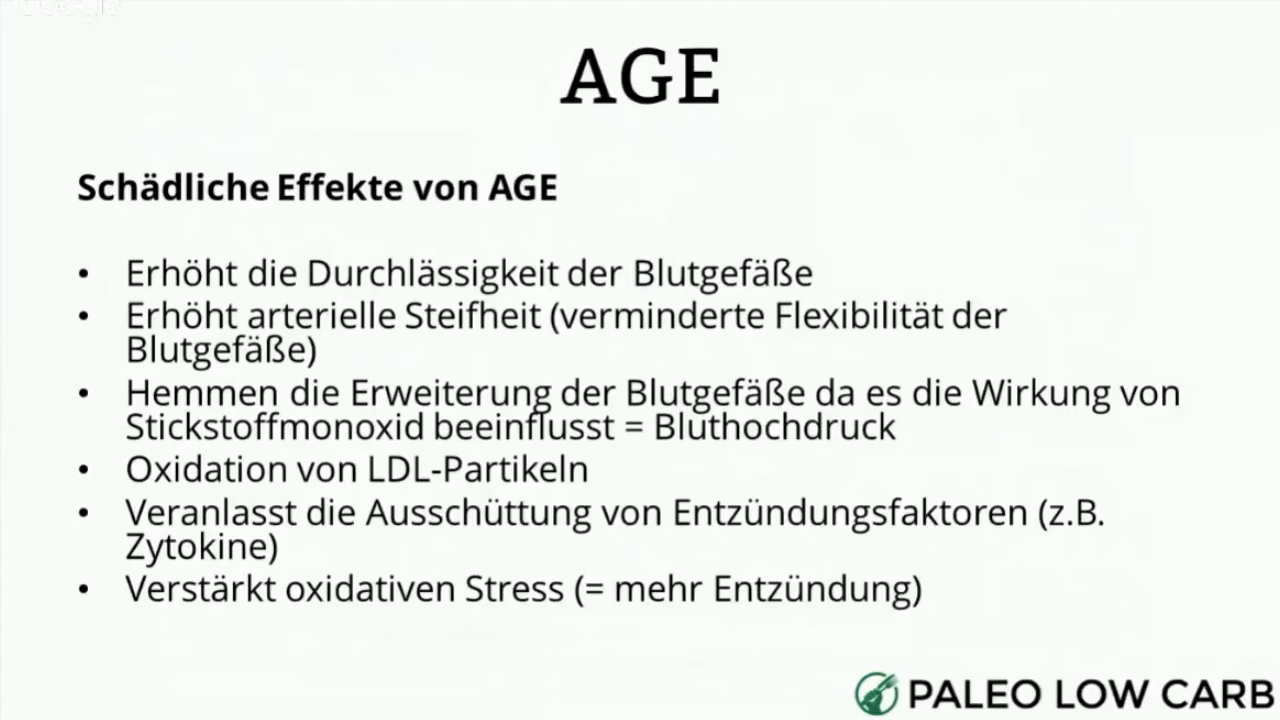 AGE
Schädliche Effekte von AGE
• Erhöht die Durchlässigkeit der Blutgefäße
• Erhöht arterielle Steifheit (verminderte Flexibilität der
Blutgefäße)
• Hemmen die Erweiterung der Blutgefäße da es die Wirkung von
Stickstoffmonoxid beeinflusst = Bluthochdruck
• Oxidation von LDL-Partikeln
• Veranlasst die Ausschüttung von Entzündungsfaktoren (z.B.
Zytokine)
• Verstärkt oxidativen Stress (= mehr Entzündung)
PALEO LOW CARB